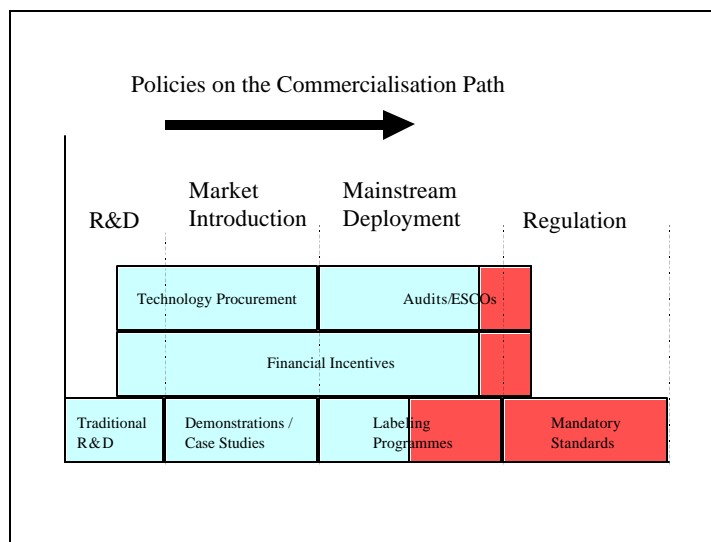 Policies on the Commercialisation Path
R&D
Market
Introduction
Mainstream
Deployment
Regulation
Technology Procurement
Audits/ESCOs
Financial Incentives
Traditional
R&D
Demonstrations /
Case Studies
Labeling
Programmes
Mandatory
Standards